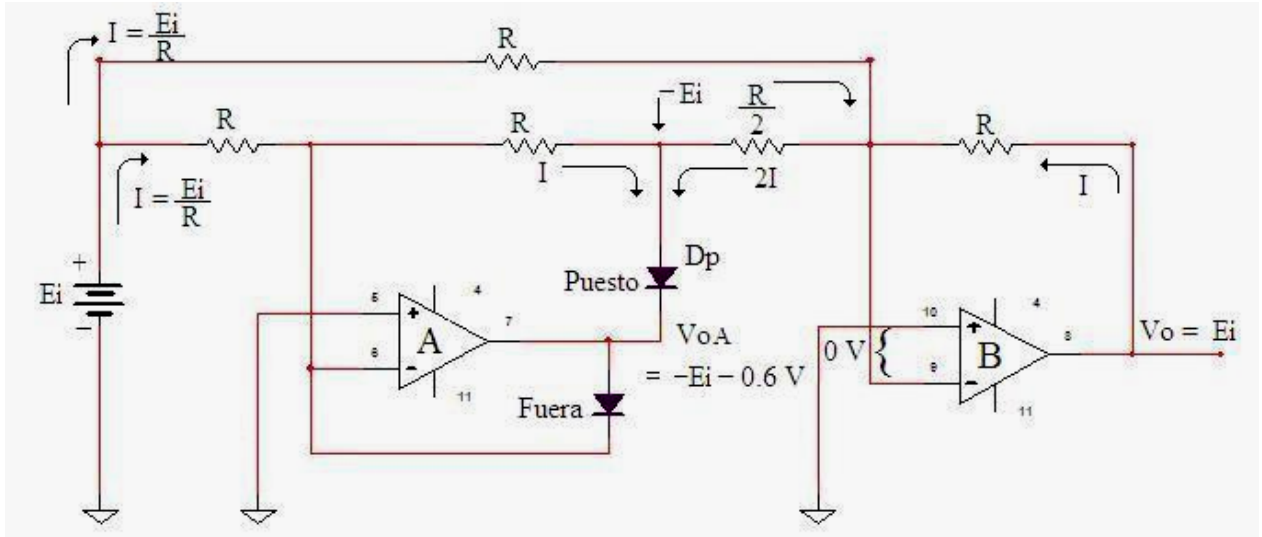 I = Ei/R
R
R
R
−Ei
R/2
R
I = Ei/R
I
2I
I
+
Ei
−
Puesto
Dp
5
4
+
A
7
6
−
11
VoA
= −Ei − 0.6 V
Fuera
10
4
+
0 V {
B
8
Vo = Ei
9
−
11